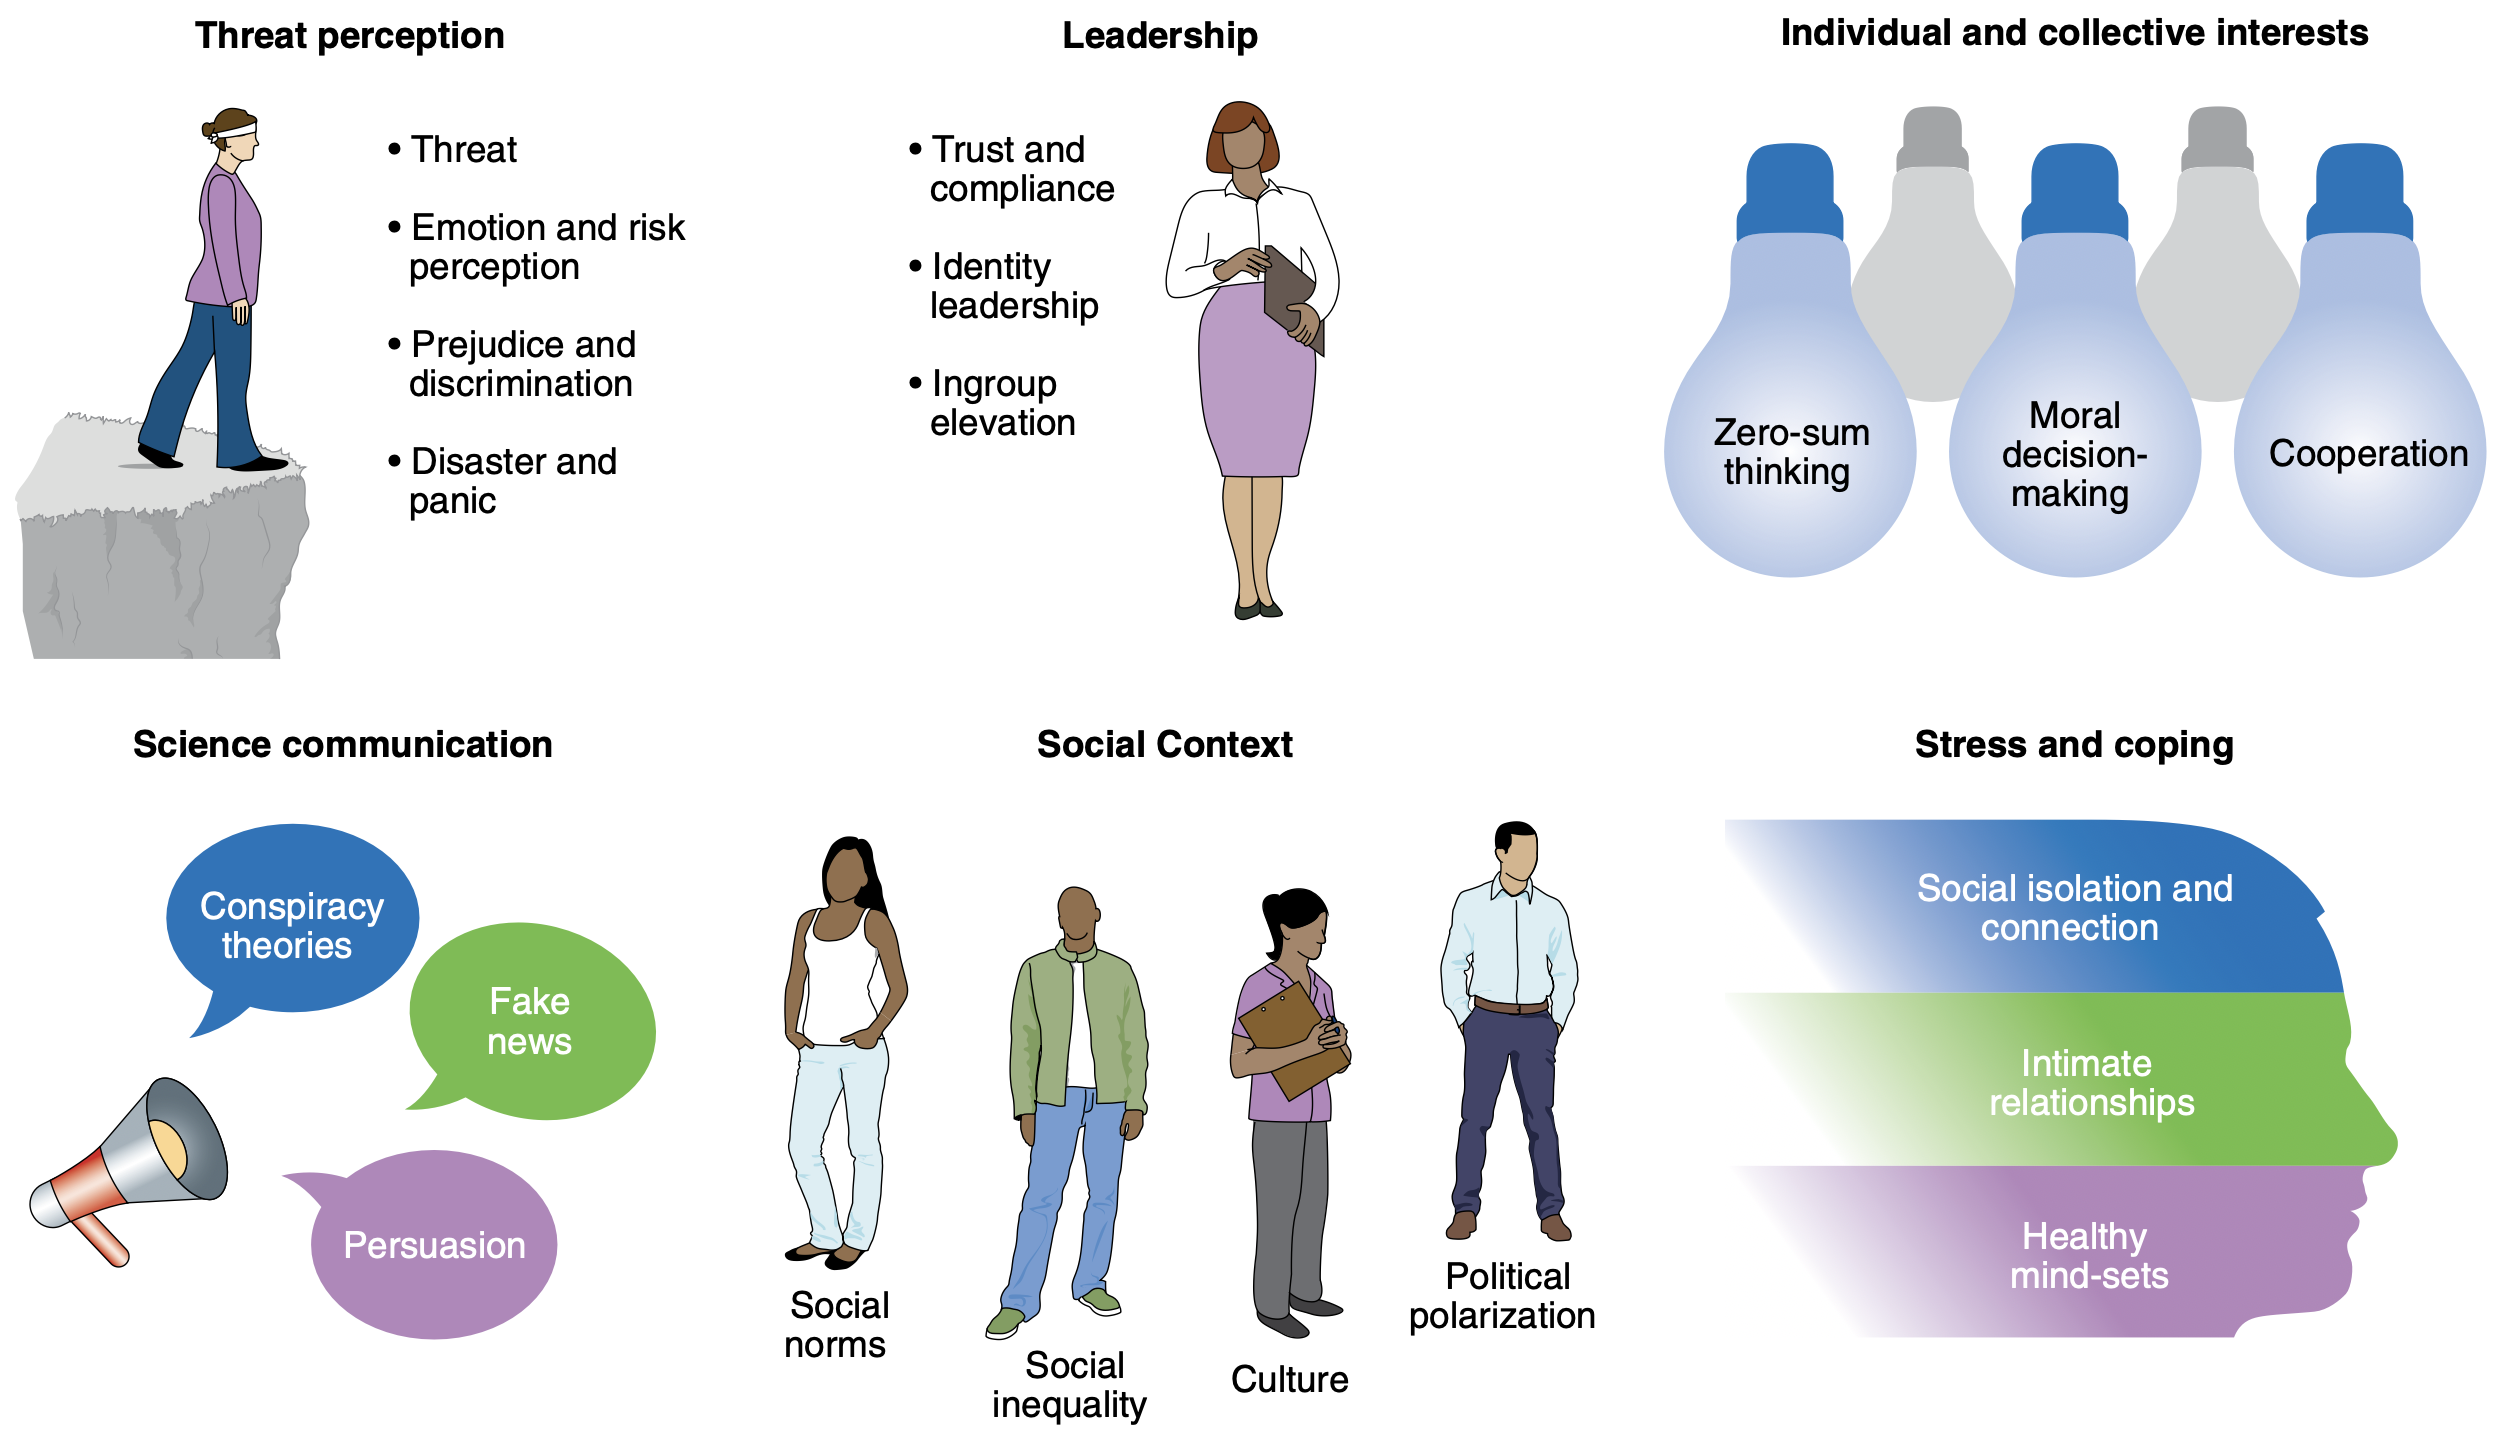 Threat perception
• Threat
• Emotion and risk
perception
• Prejudice and
discrimination
• Disaster and
panic
Leadership
• Trust and
compliance
• Identity
leadership
• Ingroup
elevation
Individual and collective interests
Zero-sum
thinking
Moral
decision-
making
Cooperation
Science communication
Conspiracy
theories
Fake
news
Persuasion
Social Context
Social
norms
Social
inequality
Culture
Political
polarization
Stress and coping
Social isolation and
connection
Intimate
relationships
Healthy
mind-sets